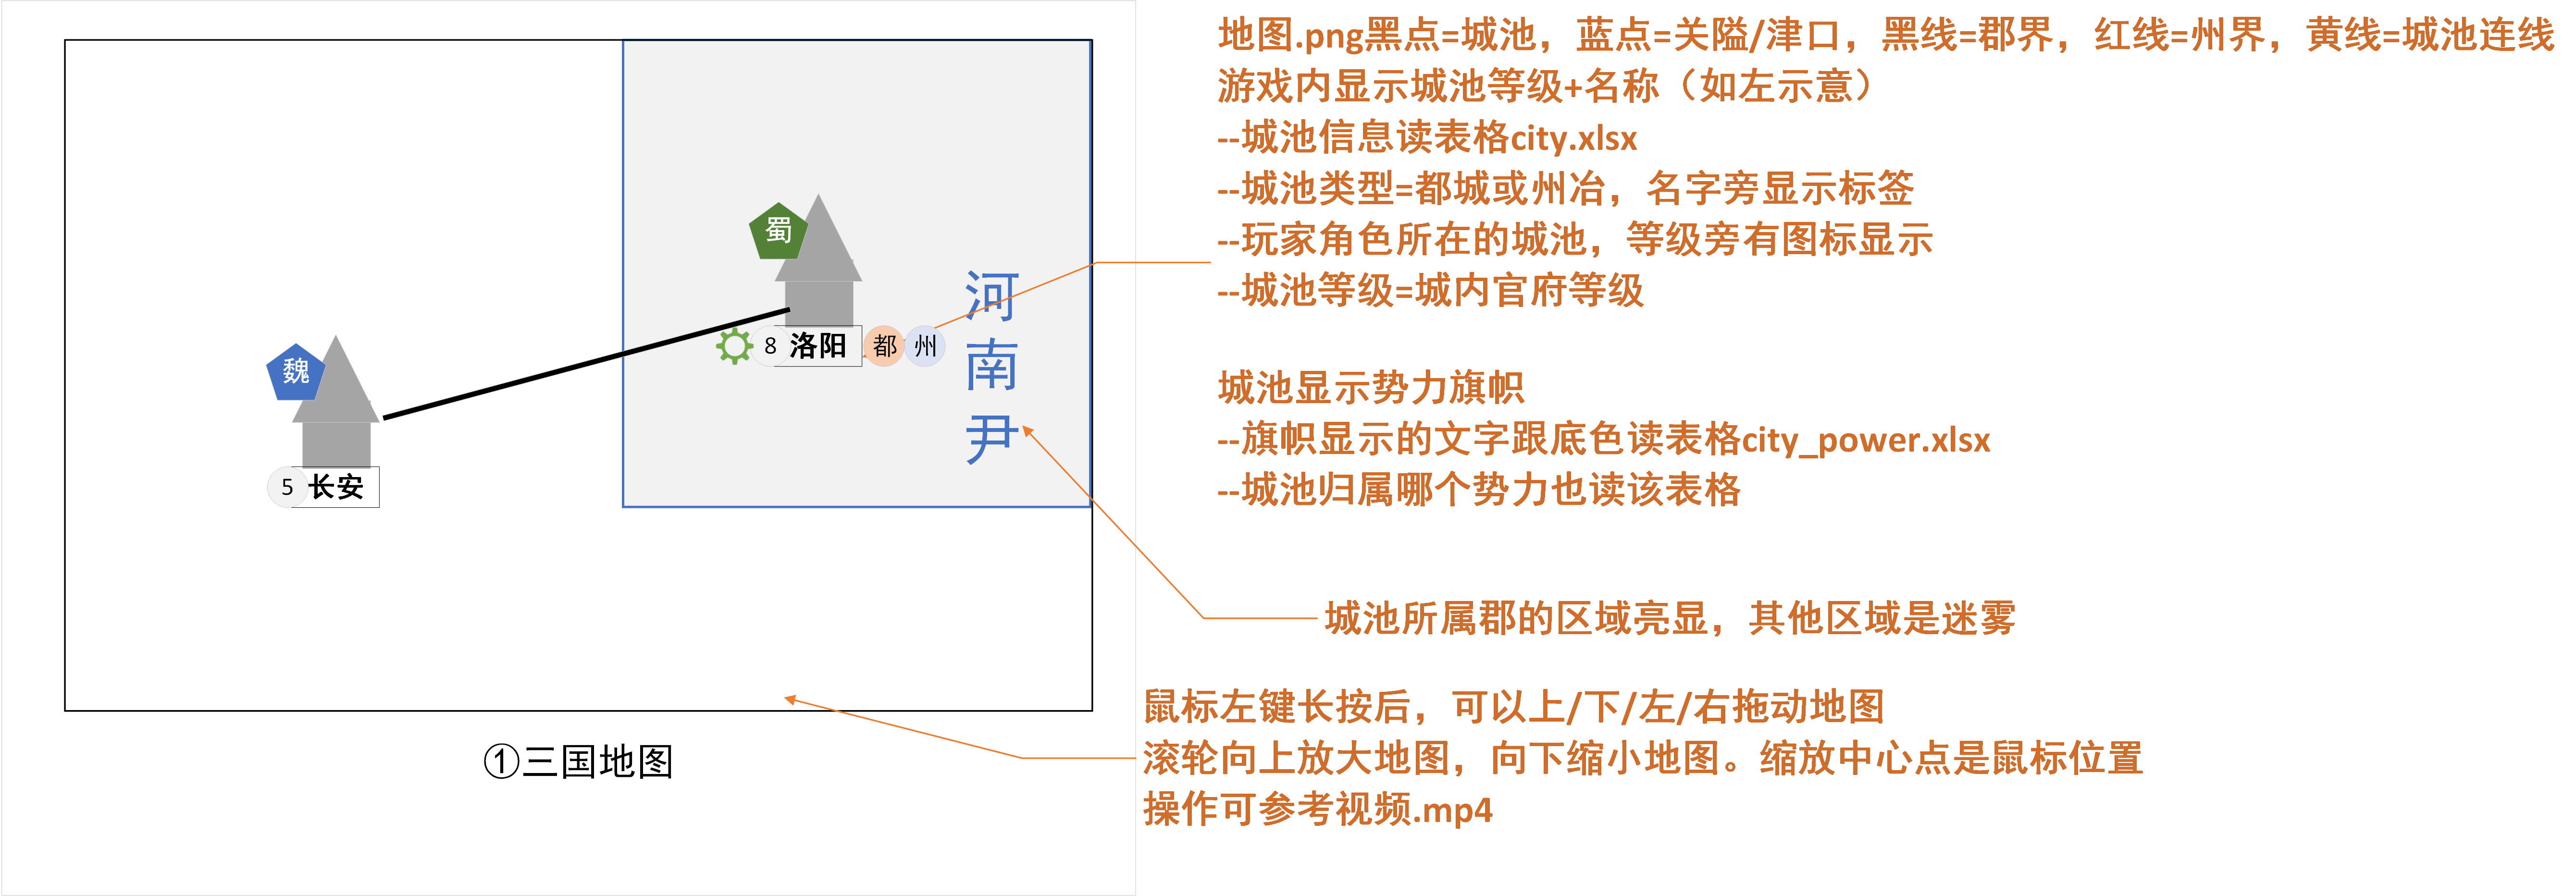 地图.png黑点=城池，蓝点=关隘/津口，黑线=郡界，红线=州界，黄线=城池连线
游戏内显示城池等级+名称（如左示意）
--城池信息读表格city.xlsx
--城池类型=都城或州冶，名字旁显示标签
--玩家角色所在的城池，等级旁有图标显示
--城池等级=城内官府等级
蜀
河南尹
8 洛阳 都 州
魏
5 长安
城池显示势力旗帜
--旗帜显示的文字跟底色读表格city_power.xlsx
--城池归属哪个势力也读该表格
城池所属郡的区域亮显，其他区域是迷雾
鼠标左键长按后，可以上/下/左/右拖动地图
滚轮向上放大地图，向下缩小地图。缩放中心点是鼠标位置
操作可参考视频.mp4
①三国地图